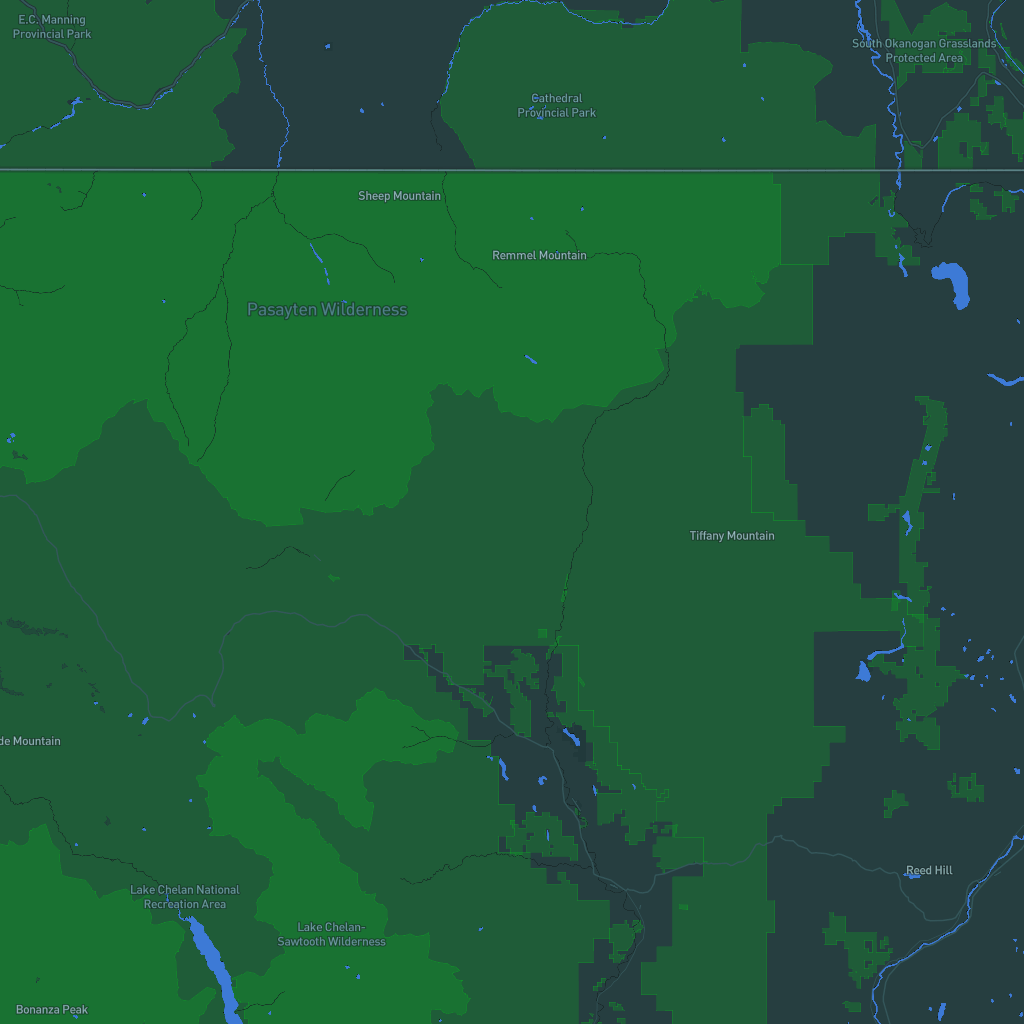 E.C. Manning
Provincial Park
South Okanogan Grasslands
Protected Area
Cathedral
Provincial Park
Sheep Mountain
Remmel Mountain
Pasayten Wilderness
Tiffany Mountain
de Mountain
Reed Hill
Lake Chelan National
Recreation Area
Lake Chelan-
Sawtooth Wilderness
Bonanza Peak